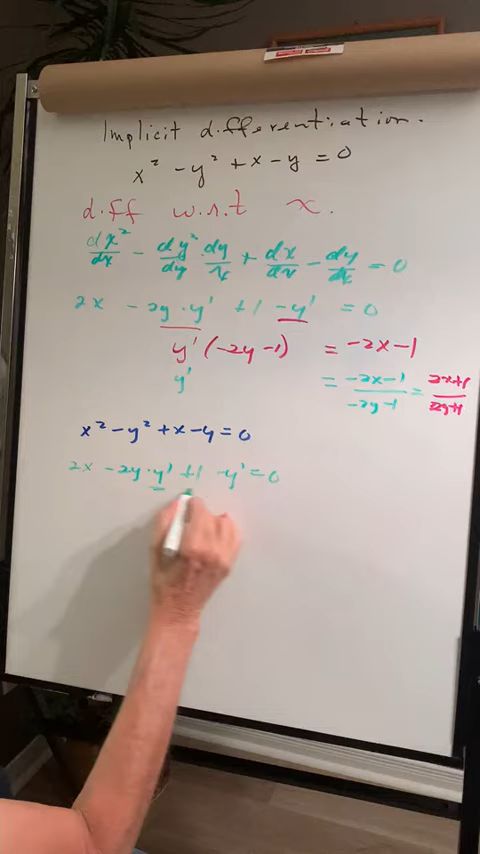 Implicit differentiation.
x² - y² + x - y = 0
diff w.r.t x.
dx²/dx - dy²/dy · dy/dx + dx/dx - dy/dx = 0
2x - 2y · y' + 1 - y' = 0
y' (-2y-1) = -2x-1
y' = -2x-1/-2y-1 = 2x+1/2y+1
x² - y² + x - y = 0
2x - 2y · y' + 1 - y' = 0